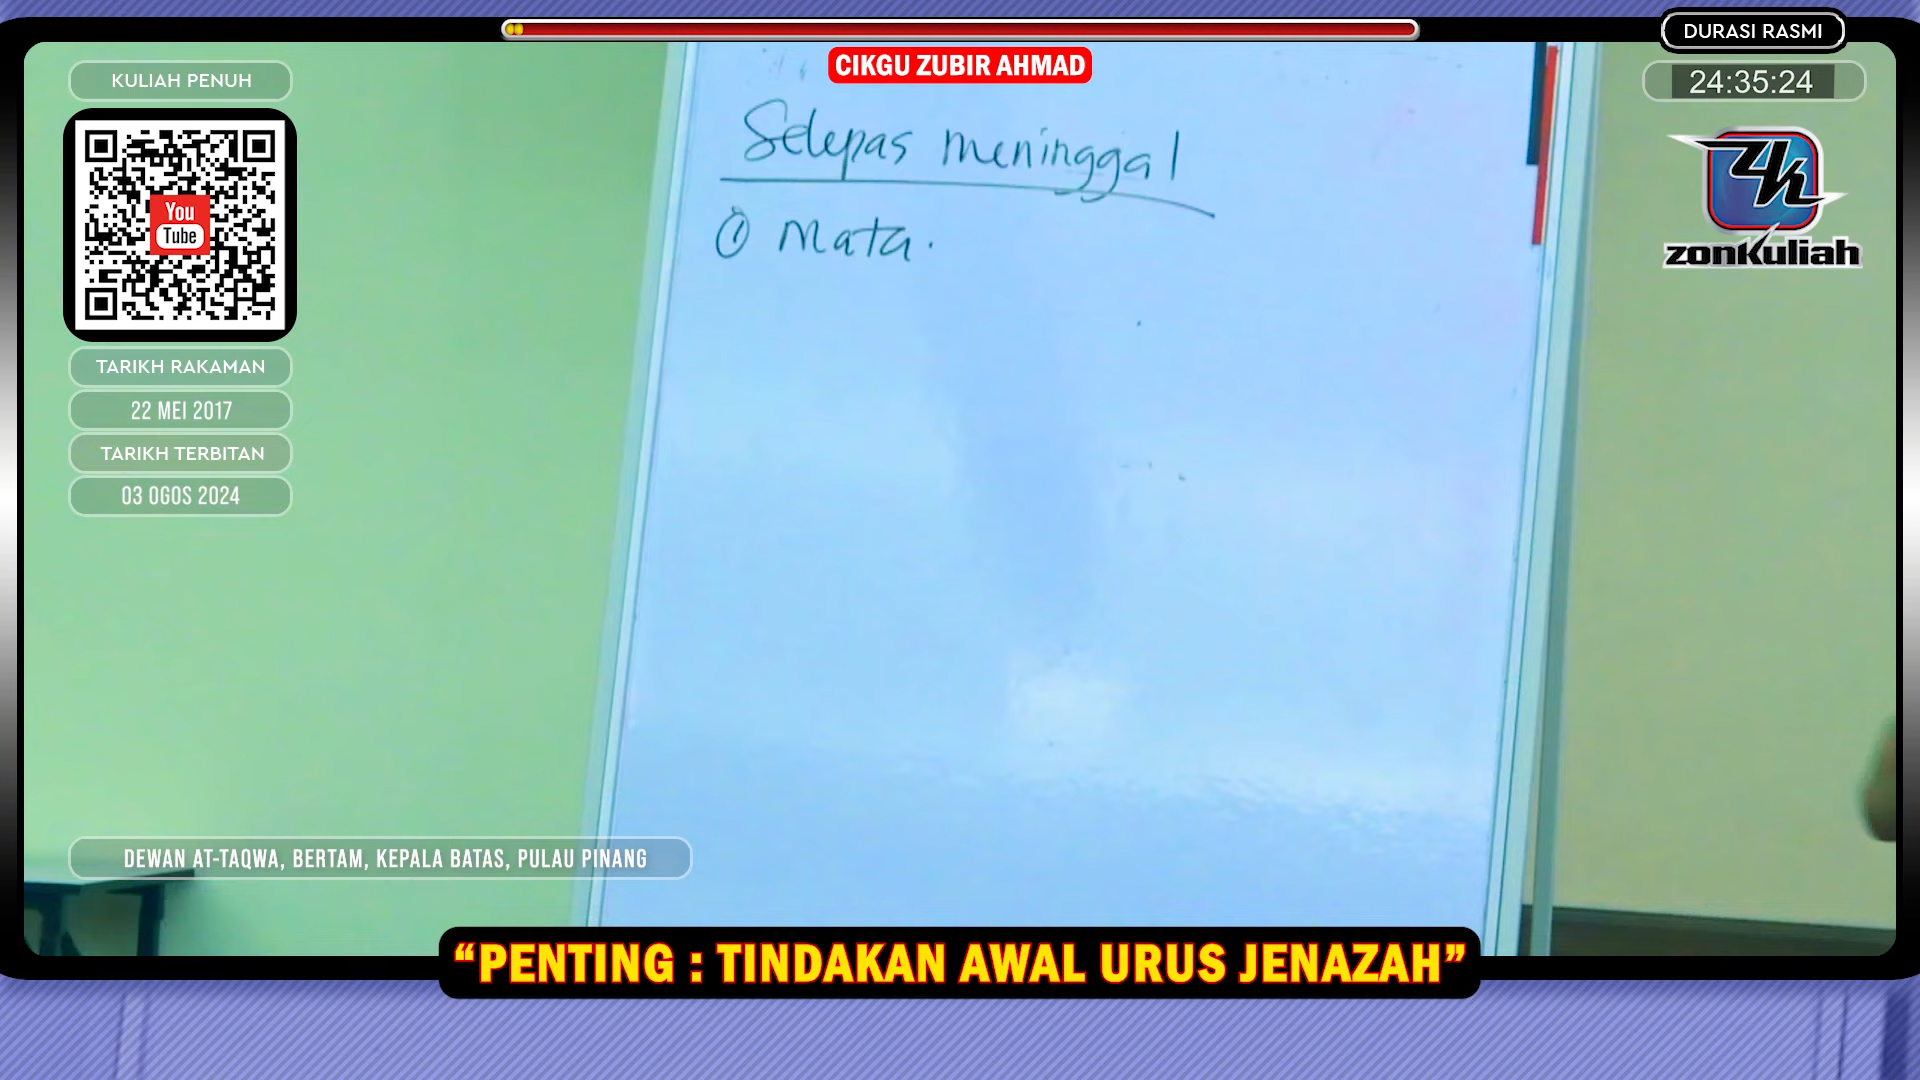 CIKGU ZUBIR AHMAD
DURASI RASMI
24:35:24
KULIAH PENUH
You
Tube
zonKuliah
Selepas meninggal
① Mata.
TARIKH RAKAMAN
22 MEI 2017
TARIKH TERBITAN
03 OGOS 2024
DEWAN AT-TAQWA, BERTAM, KEPALA BATAS, PULAU PINANG
“PENTING : TINDAKAN AWAL URUS JENAZAH”